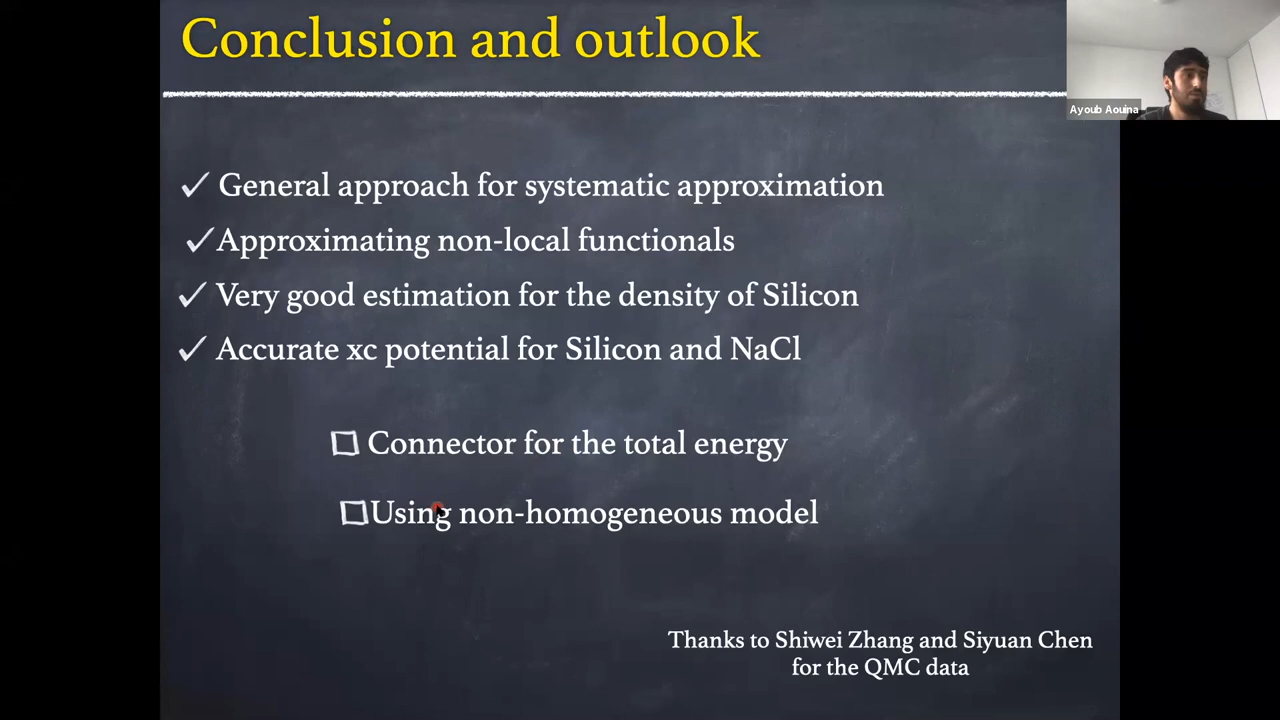 Conclusion and outlook
Ayoub Aouina
General approach for systematic approximation
Approximating non-local functionals
Very good estimation for the density of Silicon
Accurate xc potential for Silicon and NaCl
Connector for the total energy
Using non-homogeneous model
Thanks to Shiwei Zhang and Siyuan Chen
for the QMC data